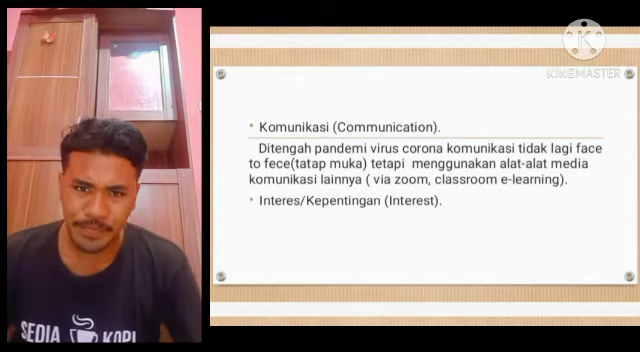 KINEMASTER
• Komunikasi (Communication).
Ditengah pandemi virus corona komunikasi tidak lagi face
to fece(tatap muka) tetapi menggunakan alat-alat media
komunikasi lainnya ( via zoom, classroom e-learning).
• Interes/Kepentingan (Interest).
SEDIA KOPI